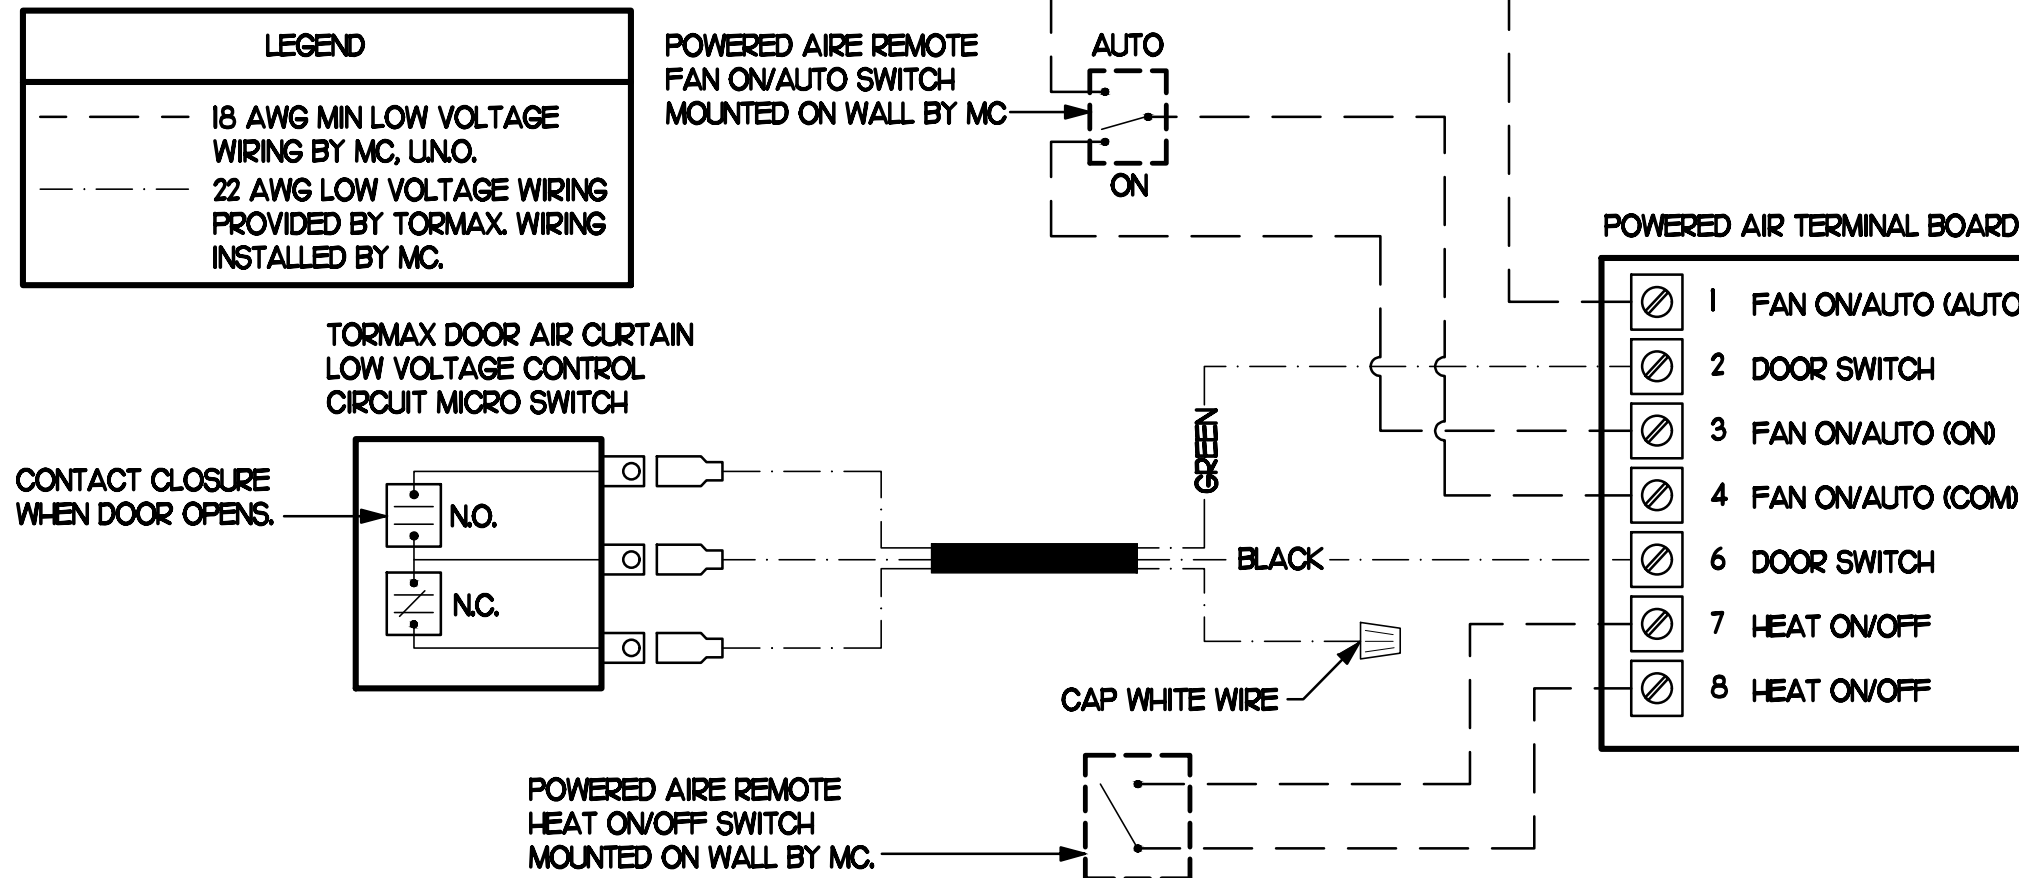 LEGEND
18 AWG MIN LOW VOLTAGE
WIRING BY MC, U.N.O.
22 AWG LOW VOLTAGE WIRING
PROVIDED BY TORMAX. WIRING
INSTALLED BY MC.
POWERED AIRE REMOTE
FAN ON/AUTO SWITCH
MOUNTED ON WALL BY MC
AUTO
ON
POWERED AIR TERMINAL BOARD
1 FAN ON/AUTO (AUTO
2 DOOR SWITCH
3 FAN ON/AUTO (ON)
4 FAN ON/AUTO (COM)
6 DOOR SWITCH
7 HEAT ON/OFF
8 HEAT ON/OFF
TORMAX DOOR AIR CURTAIN
LOW VOLTAGE CONTROL
CIRCUIT MICRO SWITCH
CONTACT CLOSURE
WHEN DOOR OPENS.
N.O.
N.C.
GREEN
BLACK
CAP WHITE WIRE
POWERED AIRE REMOTE
HEAT ON/OFF SWITCH
MOUNTED ON WALL BY MC.